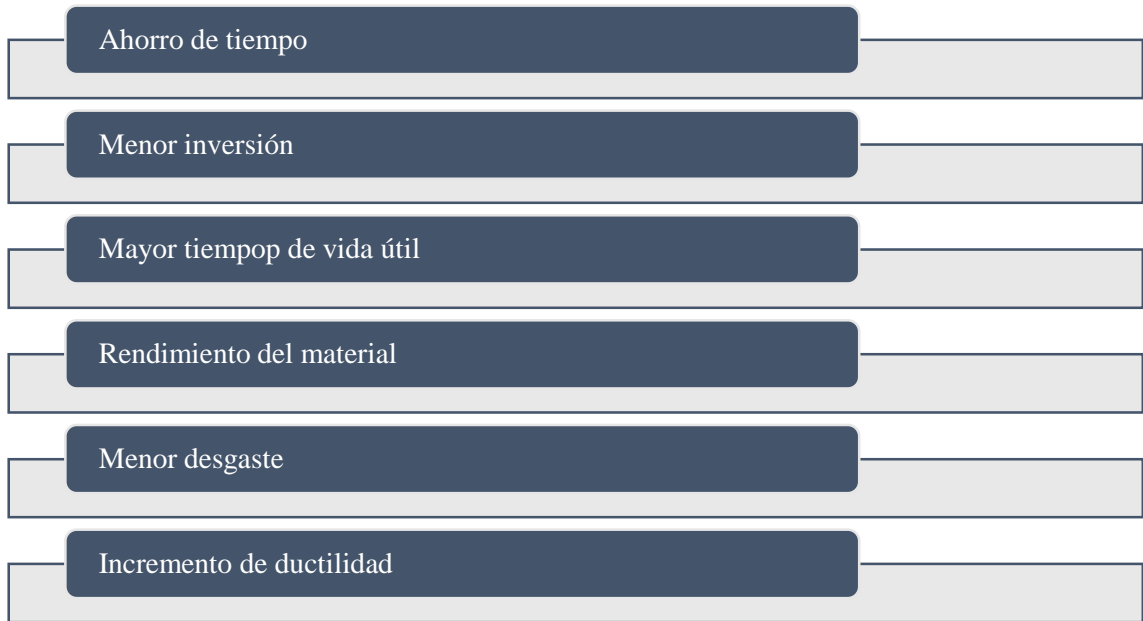 Ahorro de tiempo
Menor inversión
Mayor tiempop de vida útil
Rendimiento del material
Menor desgaste
Incremento de ductilidad